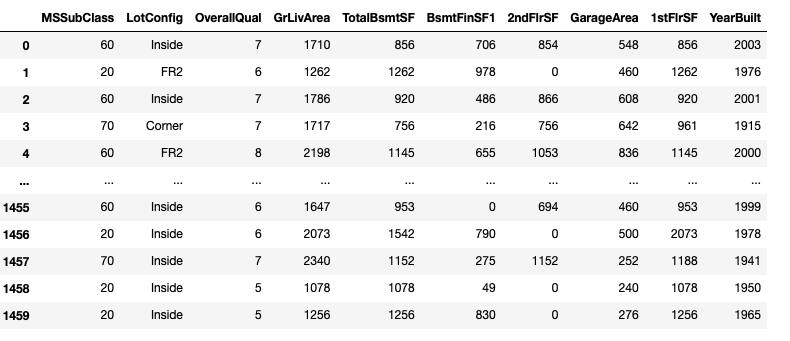 MSSubClass LotConfig OverallQual GrLivArea TotalBsmtSF BsmtFinSF1 2ndFlrSF GarageArea 1stFlrSF YearBuilt
0 60 Inside 7 1710 856 706 854 548 856 2003
1 20 FR2 6 1262 1262 978 0 460 1262 1976
2 60 Inside 7 1786 920 486 866 608 920 2001
3 70 Corner 7 1717 756 216 756 642 961 1915
4 60 FR2 8 2198 1145 655 1053 836 1145 2000
... ... ... ... ... ... ... ... ... ... ...
1455 60 Inside 6 1647 953 0 694 460 953 1999
1456 20 Inside 6 2073 1542 790 0 500 2073 1978
1457 70 Inside 7 2340 1152 275 1152 252 1188 1941
1458 20 Inside 5 1078 1078 49 0 240 1078 1950
1459 20 Inside 5 1256 1256 830 0 276 1256 1965